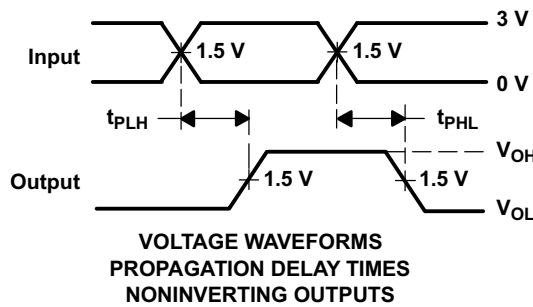 3 V
Input
1.5 V
1.5 V
0 V
tPLH
tPHL
VOH
Output
1.5 V
1.5 V
VOL
VOLTAGE WAVEFORMS
PROPAGATION DELAY TIMES
NONINVERTING OUTPUTS